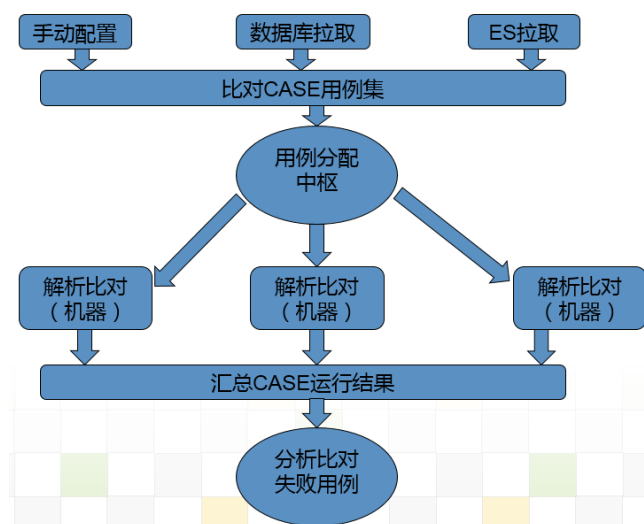 手动配置
数据库拉取
ES拉取
比对CASE用例集
用例分配
中枢
解析比对
（机器）
解析比对
（机器）
解析比对
（机器）
汇总CASE运行结果
分析比对
失败用例